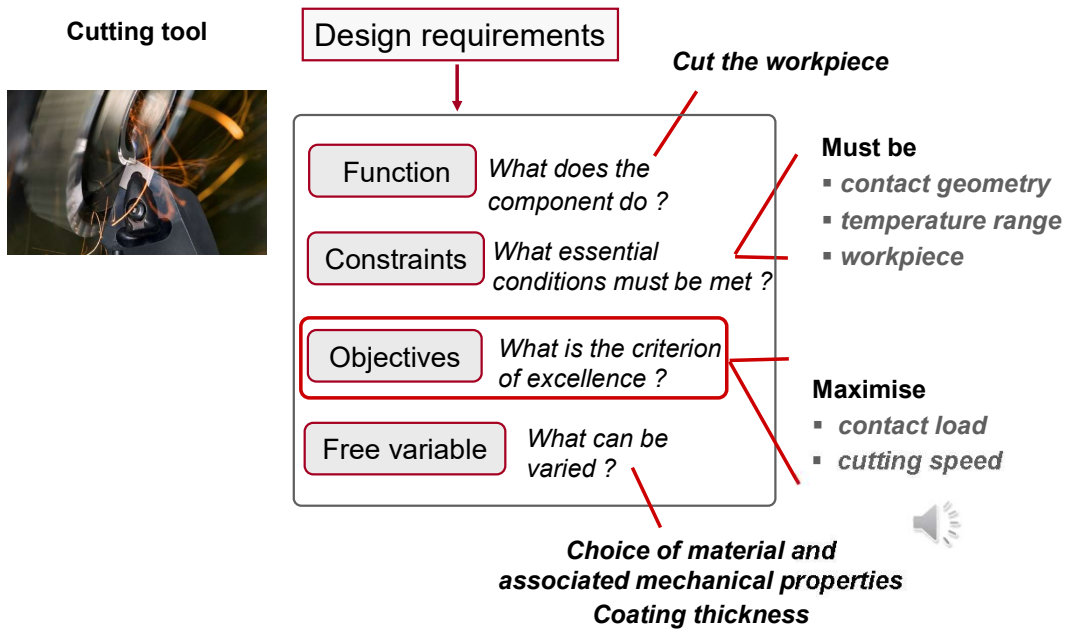 Cutting tool
Design requirements
Cut the workpiece
Function
What does the
component do ?
Must be
▪ contact geometry
▪ temperature range
▪ workpiece
Constraints
What essential
conditions must be met ?
Objectives
What is the criterion
of excellence ?
Maximise
▪ contact load
▪ cutting speed
Free variable
What can be
varied ?
Choice of material and
associated mechanical properties
Coating thickness